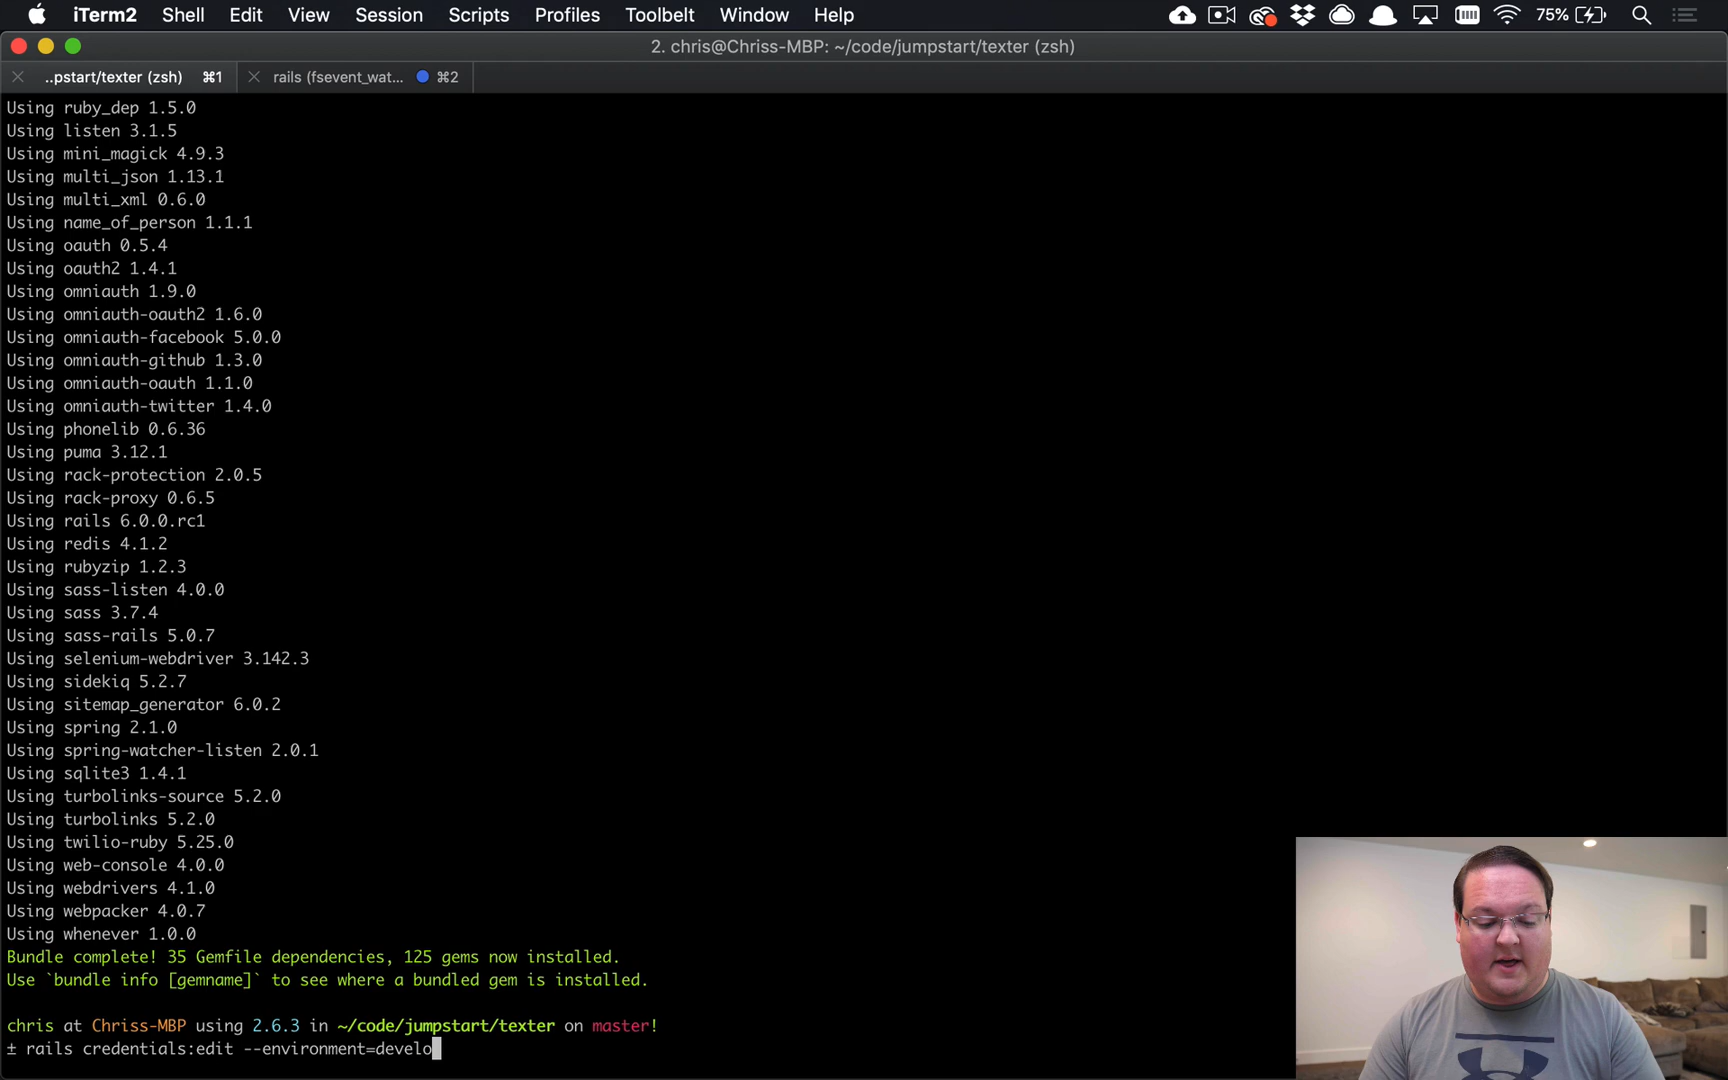 iTerm2 Shell Edit View Session Scripts Profiles Toolbelt Window Help 75%
2. chris@Chriss-MBP: ~/code/jumpstart/texter (zsh)
..pstart/texter (zsh) ⌘1 rails (fsevent_wat... ⌘2
Using ruby_dep 1.5.0
Using listen 3.1.5
Using mini_magick 4.9.3
Using multi_json 1.13.1
Using multi_xml 0.6.0
Using name_of_person 1.1.1
Using oauth 0.5.4
Using oauth2 1.4.1
Using omniauth 1.9.0
Using omniauth-oauth2 1.6.0
Using omniauth-facebook 5.0.0
Using omniauth-github 1.3.0
Using omniauth-oauth 1.1.0
Using omniauth-twitter 1.4.0
Using phonelib 0.6.36
Using puma 3.12.1
Using rack-protection 2.0.5
Using rack-proxy 0.6.5
Using rails 6.0.0.rc1
Using redis 4.1.2
Using rubyzip 1.2.3
Using sass-listen 4.0.0
Using sass 3.7.4
Using sass-rails 5.0.7
Using selenium-webdriver 3.142.3
Using sidekiq 5.2.7
Using sitemap_generator 6.0.2
Using spring 2.1.0
Using spring-watcher-listen 2.0.1
Using sqlite3 1.4.1
Using turbolinks-source 5.2.0
Using turbolinks 5.2.0
Using twilio-ruby 5.25.0
Using web-console 4.0.0
Using webdrivers 4.1.0
Using webpacker 4.0.7
Using whenever 1.0.0
Bundle complete! 35 Gemfile dependencies, 125 gems now installed.
Use `bundle info [gemname]` to see where a bundled gem is installed.
chris at Chriss-MBP using 2.6.3 in ~/code/jumpstart/texter on master!
± rails credentials:edit --environment=develo